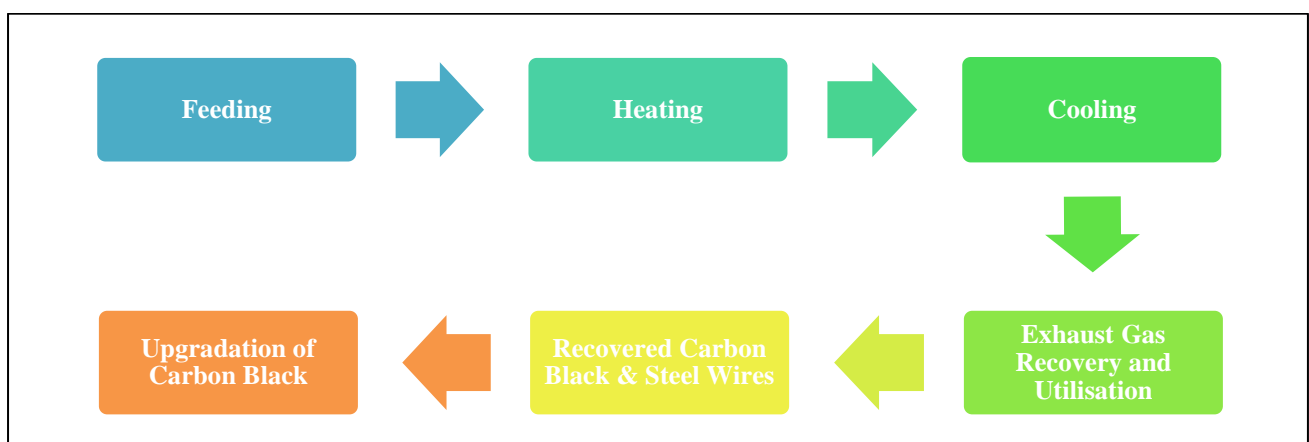 Feeding
Heating
Cooling
Exhaust Gas
Recovery and
Utilisation
Recovered Carbon
Black & Steel Wires
Upgradation of
Carbon Black